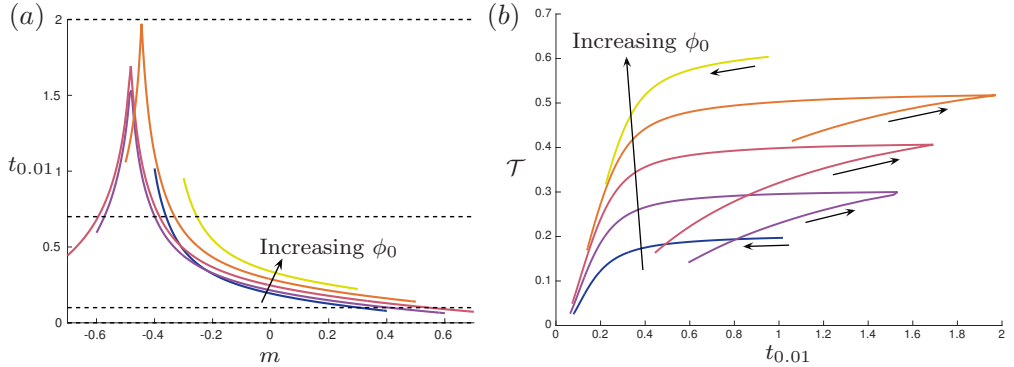 (a)
2
1.5
t0.01 1
0.5
0
-0.6 -0.4 -0.2 0 0.2 0.4 0.6
m
Increasing ϕ0
(b)
0.7
0.6
0.5
0.4
𝒯
0.3
0.2
0.1
0
0 0.2 0.4 0.6 0.8 1 1.2 1.4 1.6 1.8 2
t0.01
Increasing ϕ0